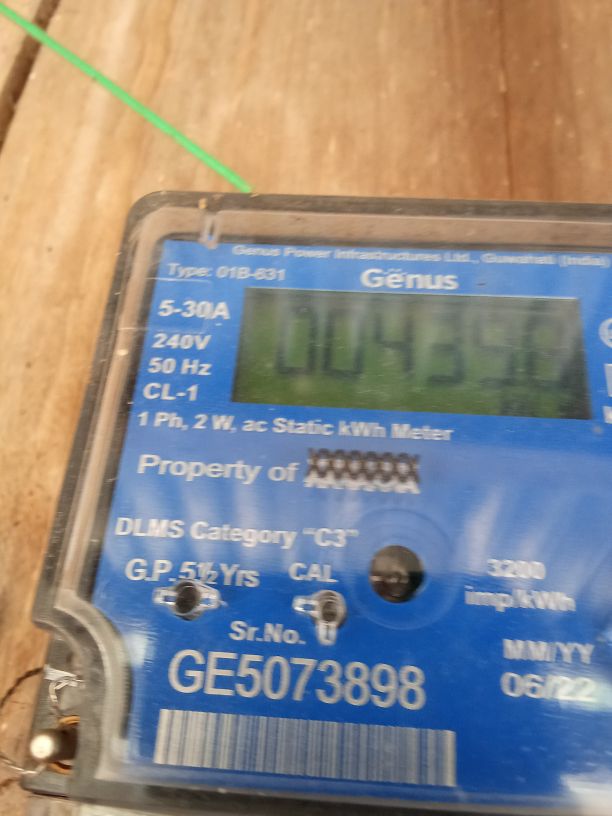 Genus Power Infrastructures Ltd., Guwahati (India)
Type: 01B-631
Genus
5-30A
240V
50 Hz
CL-1
1 Ph, 2 W, ac Static kWh Meter
Property of
DLMS Category "C3"
G.P. 5½ Yrs
CAL
3200
imp/kWh
Sr.No.
MM/YY
GE5073898
06/22